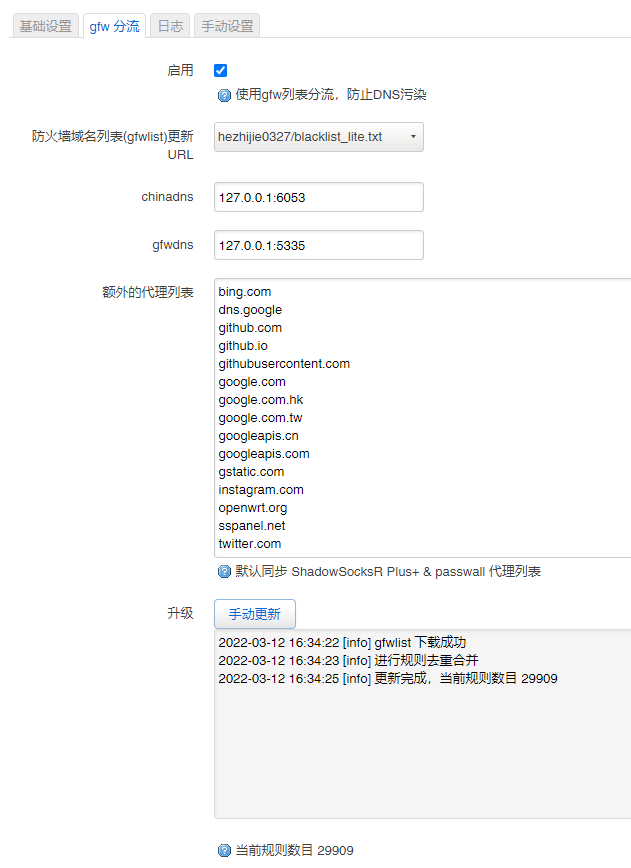 基础设置 gfw 分流 日志 手动设置
启用
使用gfw列表分流，防止DNS污染
防火墙域名列表(gfwlist)更新 hezhijie0327/blacklist_lite.txt
URL
chinadns 127.0.0.1:6053
gfwdns 127.0.0.1:5335
额外的代理列表 bing.com
dns.google
github.com
github.io
githubusercontent.com
google.com
google.com.hk
google.com.tw
googleapis.cn
googleapis.com
gstatic.com
instagram.com
openwrt.org
sspanel.net
twitter.com
默认同步 ShadowSocksR Plus+ & passwall 代理列表
升级 手动更新
2022-03-12 16:34:22 [info] gfwlist 下载成功
2022-03-12 16:34:23 [info] 进行规则去重合并
2022-03-12 16:34:25 [info] 更新完成，当前规则数目 29909
当前规则数目 29909